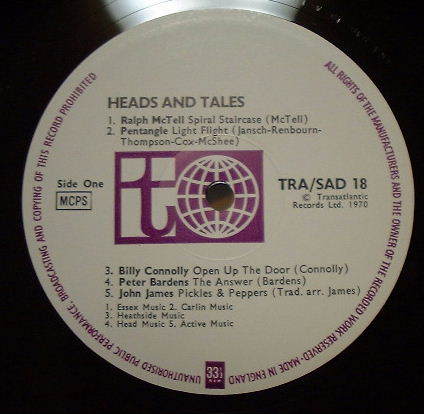 HEADS AND TALES
1. Ralph McTell Spiral Staircase (McTell)
2. Pentangle Light Flight (Jansch-Renbourn-
Thompson-Cox-McShee)
Side One
MCPS
t
TRA/SAD 18
© Transatlantic
Records Ltd. 1970
3. Billy Connolly Open Up The Door (Connolly)
4. Peter Bardens The Answer (Bardens)
5. John James Pickles & Peppers (Trad. arr. James)
1. Essex Music 2. Carlin Music
3. Heathside Music
4. Head Music 5. Active Music
33⅓
RPM
ALL RIGHTS OF THE MANUFACTURERS AND THE OWNER OF THE RECORDED WORK RESERVED-MADE IN ENGLAND
UNAUTHORISED PUBLIC PERFORMANCE, BROADCASTING AND COPYING OF THIS RECORD PROHIBITED